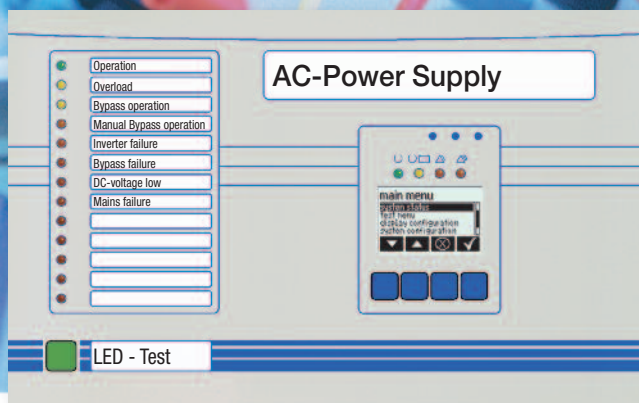 Operation
Overload
Bypass operation
Manual Bypass operation
Inverter failure
Bypass failure
DC-voltage low
Mains failure
AC-Power Supply
main menu
system status
test menu
display configuration
system configuration
LED - Test